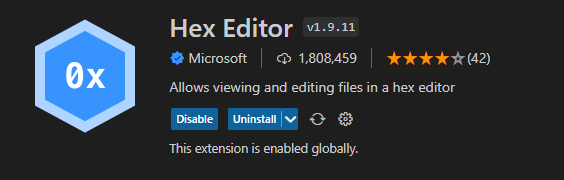 Hex Editor v1.9.11
0x
Microsoft 1,808,459 (42)
Allows viewing and editing files in a hex editor
Disable Uninstall
This extension is enabled globally.